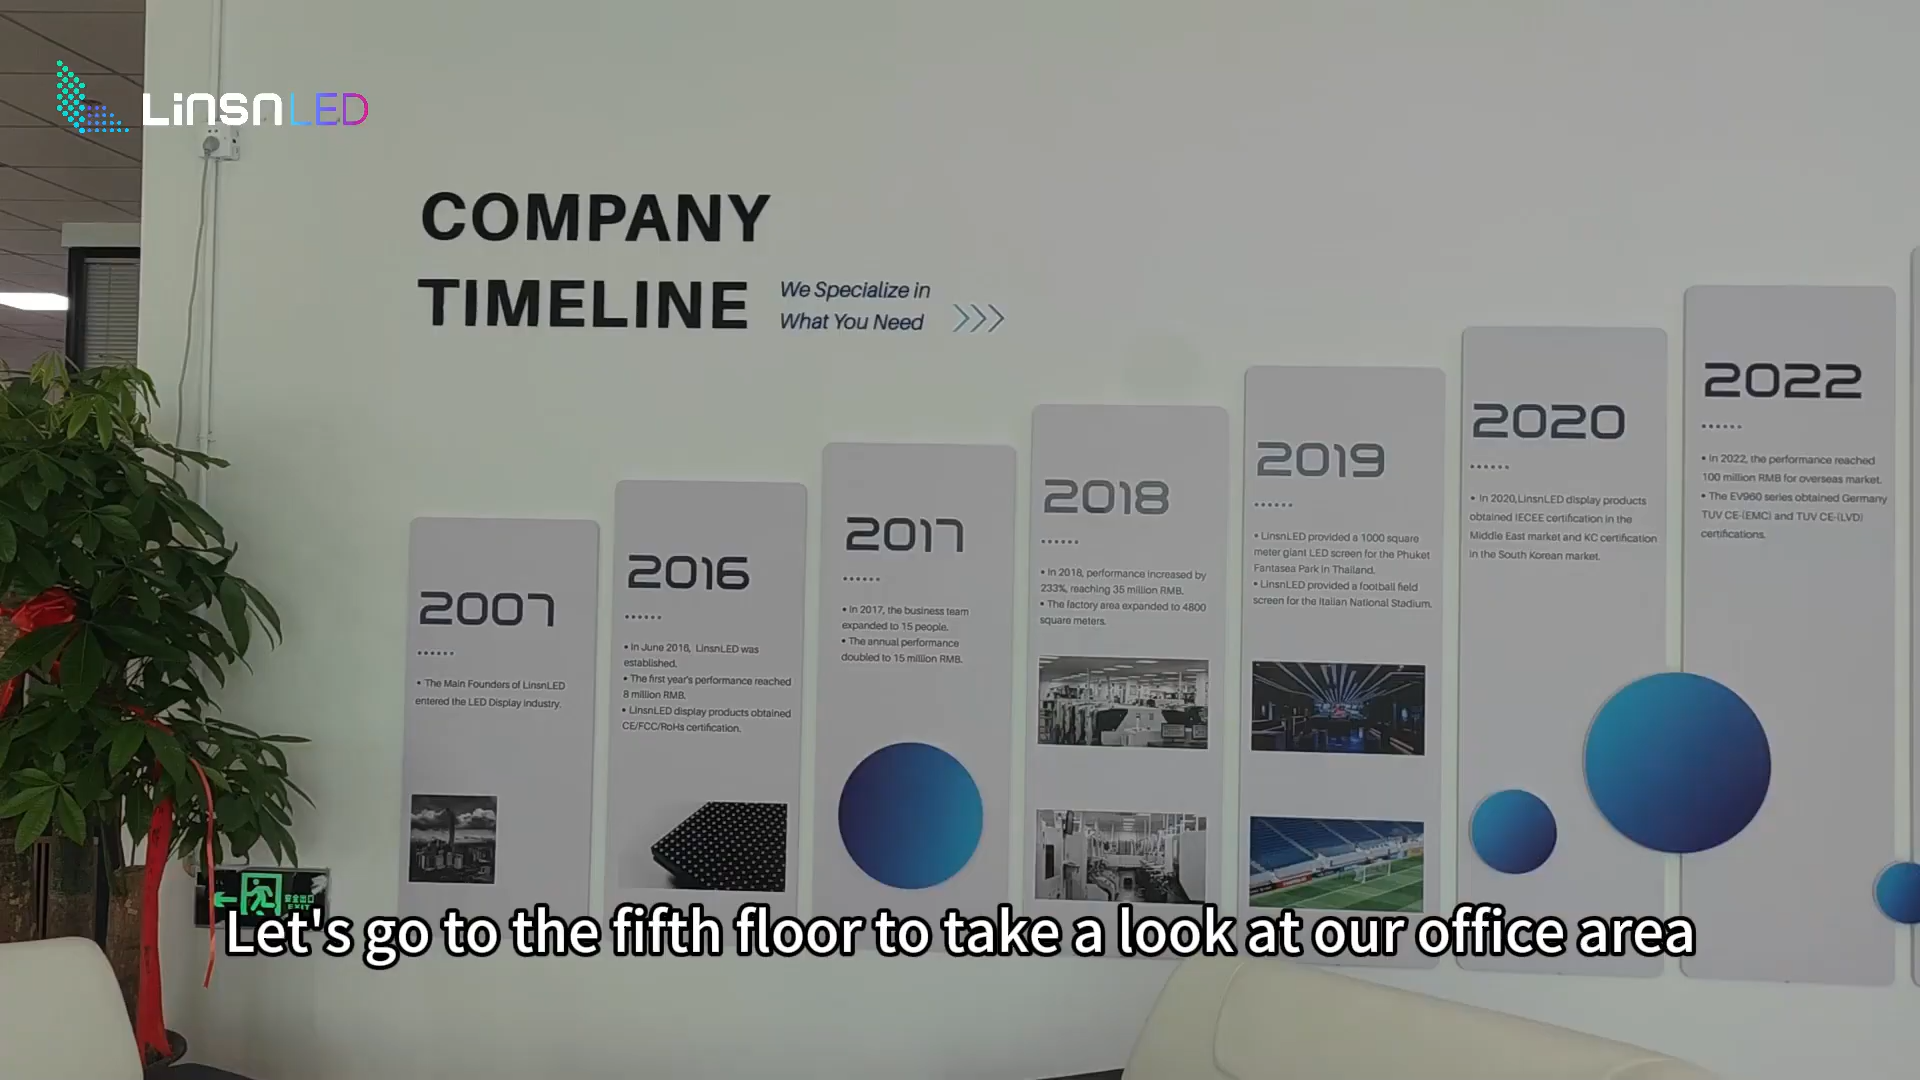 LinsnLED
COMPANY
TIMELINE
We Specialize in
What You Need
2007
• The Main Founders of LinsnLED
entered the LED Display Industry.
2016
• In June 2016, LinsnLED was
established.
• The first year's performance reached
8 million RMB.
• LinsnLED display products obtained
CE/FCC/RoHs certification.
2017
• In 2017, the business team
expanded to 15 people.
• The annual performance
doubled to 15 million RMB.
2018
• In 2018, performance increased by
233%, reaching 35 million RMB.
• The factory area expanded to 4800
square meters.
2019
• LinsnLED provided a 1000 square
meter giant LED screen for the Phuket
Fantasea Park in Thailand.
• LinsnLED provided a football field
screen for the Italian National Stadium.
2020
• In 2020,LinsnLED display products
obtained IECEE certification in the
Middle East market and KC certification
in the South Korean market.
2022
• In 2022, the performance reached
100 million RMB for overseas market.
• The EV960 series obtained Germany
TUV CE-(EMC) and TUV CE-(LVD)
certifications.
安全出口
EXIT
Let's go to the fifth floor to take a look at our office area